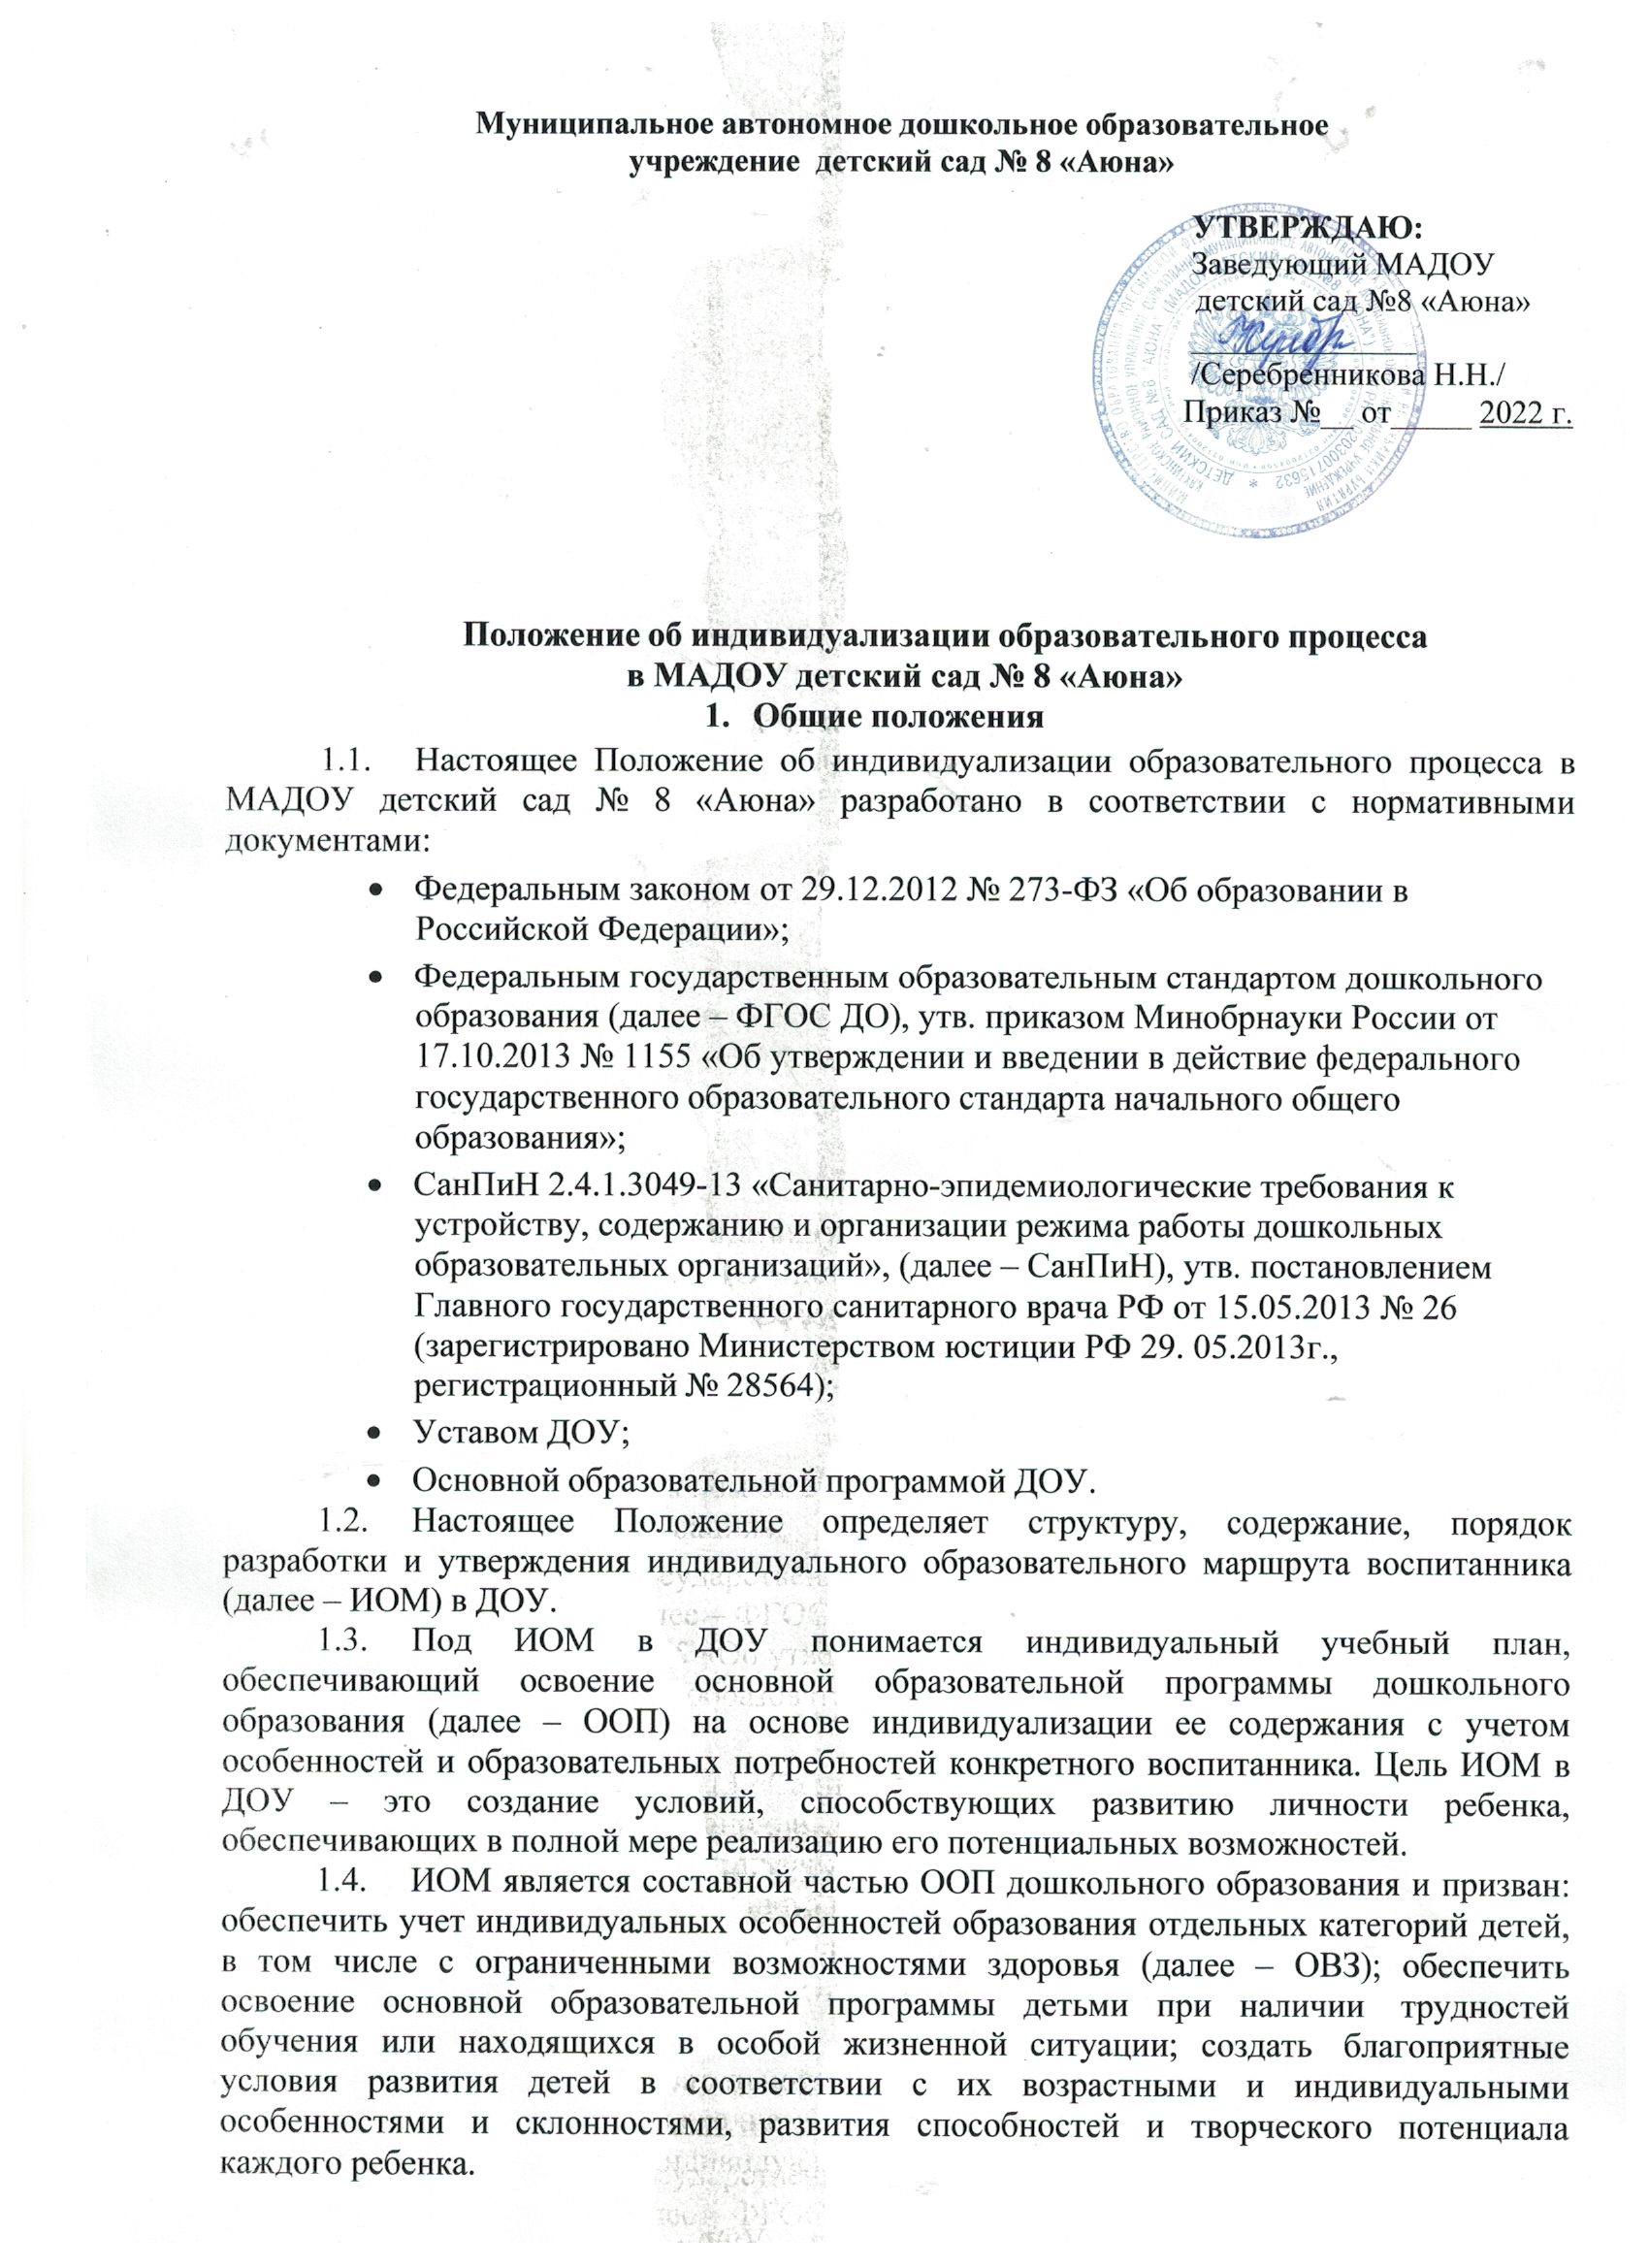 Муниципальное автономное дошкольное образовательное
учреждение детский сад № 8 «Аюна»
УТВЕРЖДАЮ:
Заведующий МАДОУ
детский сад №8 «Аюна»
/Серебренникова Н.Н./
Приказ №__ от_____ 2022 г.
Положение об индивидуализации образовательного процесса
в МАДОУ детский сад № 8 «Аюна»
1. Общие положения
1.1. Настоящее Положение об индивидуализации образовательного процесса в
МАДОУ детский сад № 8 «Аюна» разработано в соответствии с нормативными
документами:
• Федеральным законом от 29.12.2012 № 273-ФЗ «Об образовании в
Российской Федерации»;
• Федеральным государственным образовательным стандартом дошкольного
образования (далее – ФГОС ДО), утв. приказом Минобрнауки России от
17.10.2013 № 1155 «Об утверждении и введении в действие федерального
государственного образовательного стандарта начального общего
образования»;
• СанПиН 2.4.1.3049-13 «Санитарно-эпидемиологические требования к
устройству, содержанию и организации режима работы дошкольных
образовательных организаций», (далее – СанПиН), утв. постановлением
Главного государственного санитарного врача РФ от 15.05.2013 № 26
(зарегистрировано Министерством юстиции РФ 29. 05.2013г.,
регистрационный № 28564);
• Уставом ДОУ;
• Основной образовательной программой ДОУ.
1.2. Настоящее Положение определяет структуру, содержание, порядок
разработки и утверждения индивидуального образовательного маршрута воспитанника
(далее – ИОМ) в ДОУ.
1.3. Под ИОМ в ДОУ понимается индивидуальный учебный план,
обеспечивающий освоение основной образовательной программы дошкольного
образования (далее – ООП) на основе индивидуализации ее содержания с учетом
особенностей и образовательных потребностей конкретного воспитанника. Цель ИОМ в
ДОУ – это создание условий, способствующих развитию личности ребенка,
обеспечивающих в полной мере реализацию его потенциальных возможностей.
1.4. ИОМ является составной частью ООП дошкольного образования и призван:
обеспечить учет индивидуальных особенностей образования отдельных категорий детей,
в том числе с ограниченными возможностями здоровья (далее – ОВЗ); обеспечить
освоение основной образовательной программы детьми при наличии трудностей
обучения или находящихся в особой жизненной ситуации; создать благоприятные
условия развития детей в соответствии с их возрастными и индивидуальными
особенностями и склонностями, развития способностей и творческого потенциала
каждого ребенка.